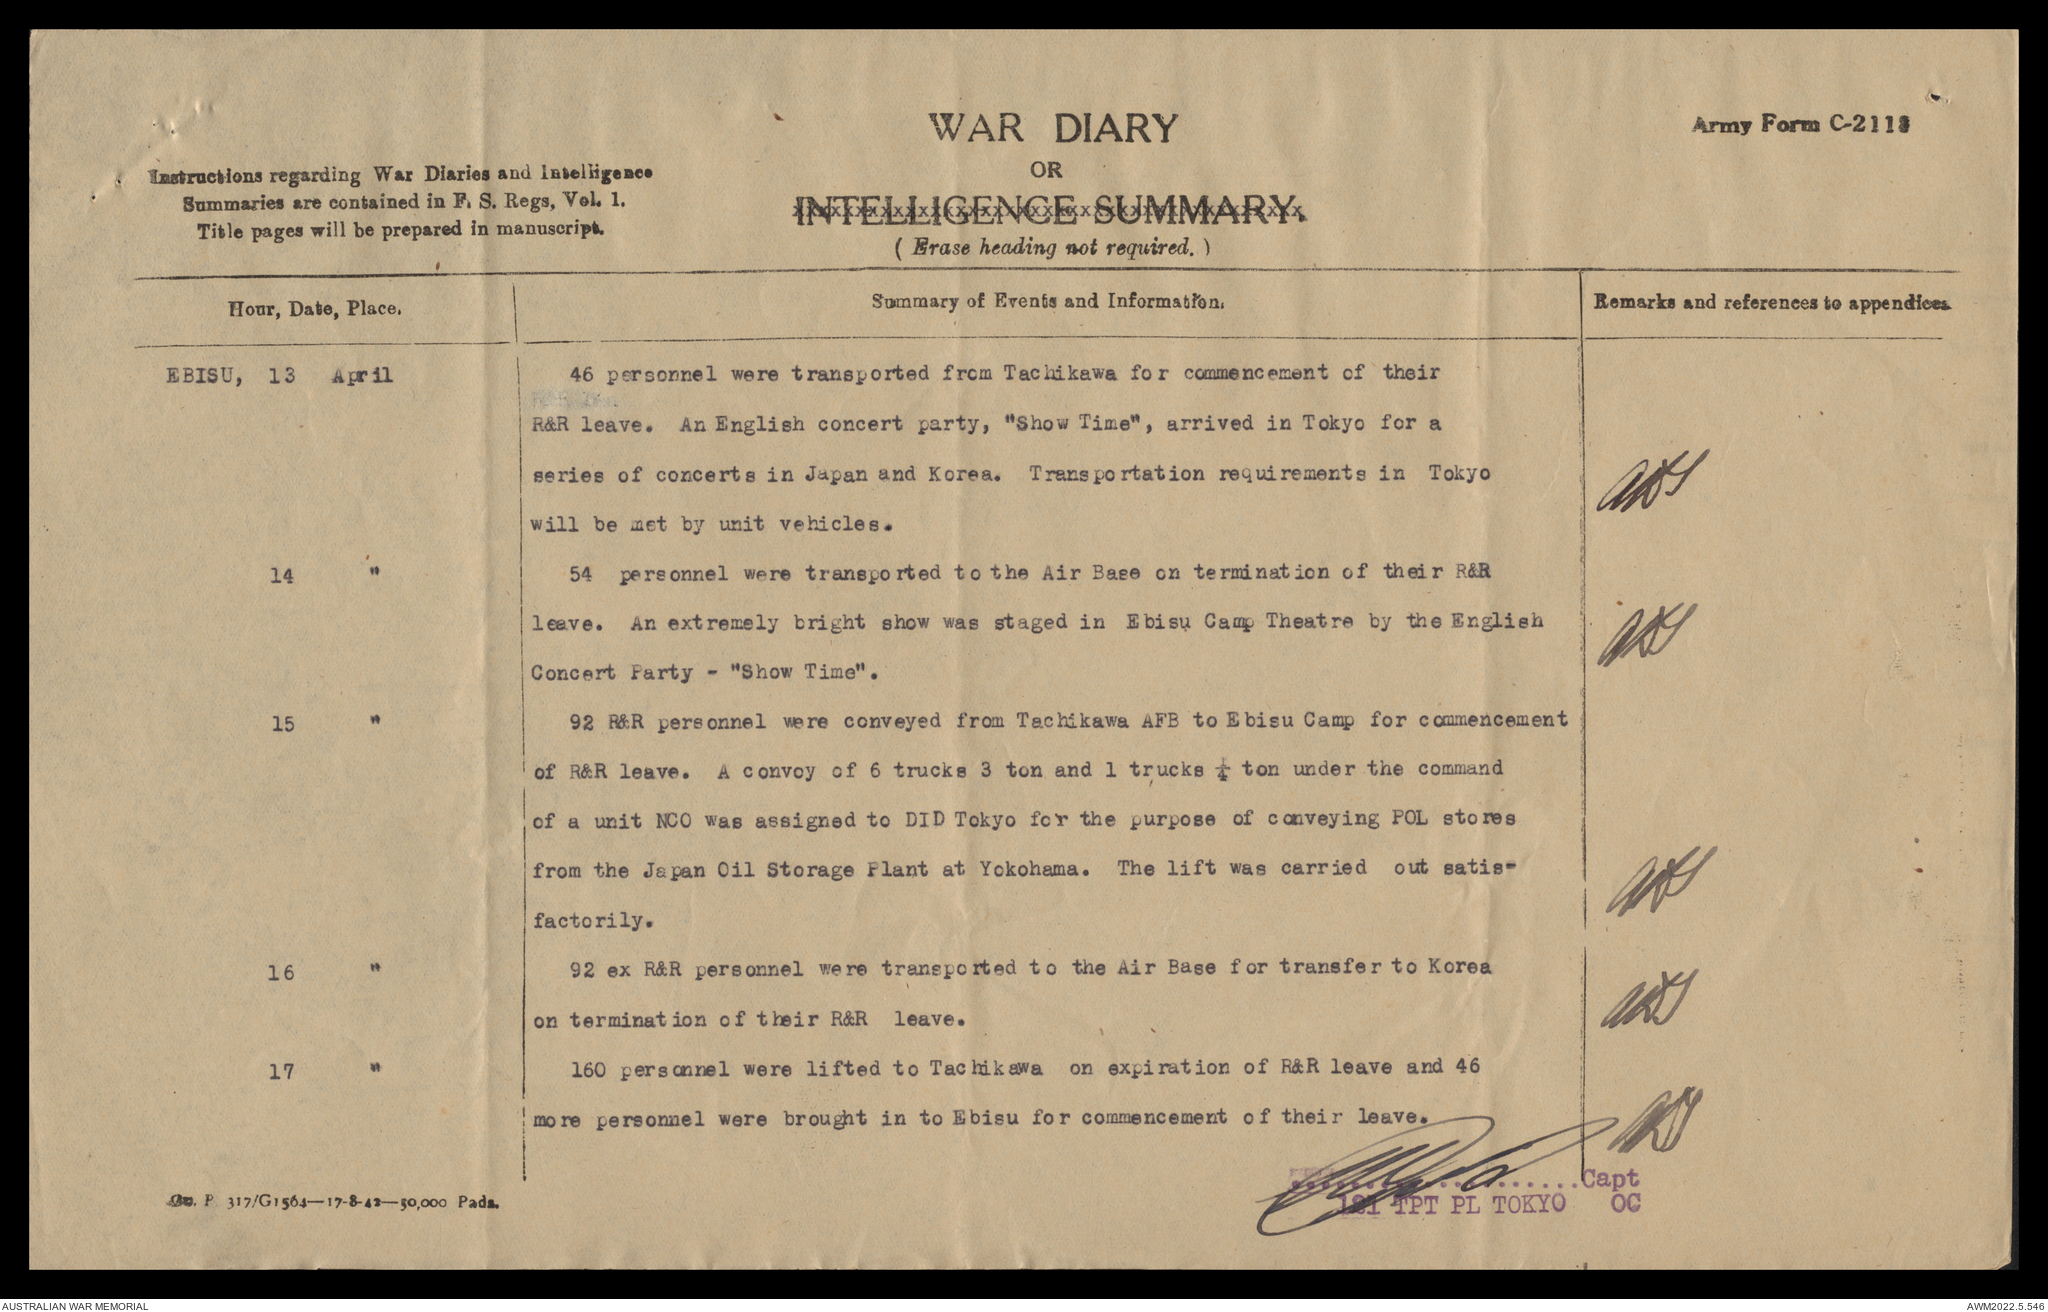 WAR DIARY
OR
INTELLIGENCE SUMMARY.
(Erase heading not required.)
Army Form C-2118
Instructions regarding War Diaries and Intelligence
Summaries are contained in F. S. Regs, Vol. 1.
Title pages will be prepared in manuscript.
Hour, Date, Place.
Summary of Events and Information.
Remarks and references to appendices.
EBISU, 13 April
46 personnel were transported from Tachikawa for commencement of their
R&R leave. An English concert party, "Show Time", arrived in Tokyo for a
series of concerts in Japan and Korea. Transportation requirements in Tokyo
will be met by unit vehicles.
14 "
54 personnel were transported to the Air Base on termination of their R&R
leave. An extremely bright show was staged in Ebisu Camp Theatre by the English
Concert Party - "Show Time".
15 "
92 R&R personnel were conveyed from Tachikawa AFB to Ebisu Camp for commencement
of R&R leave. A convoy of 6 trucks 3 ton and 1 trucks ¼ ton under the command
of a unit NCO was assigned to DID Tokyo for the purpose of conveying POL stores
from the Japan Oil Storage Plant at Yokohama. The lift was carried out satis-
factorily.
16 "
92 ex R&R personnel were transported to the Air Base for transfer to Korea
on termination of their R&R leave.
17 "
160 personnel were lifted to Tachikawa on expiration of R&R leave and 46
more personnel were brought in to Ebisu for commencement of their leave.
....................Capt
121 TPT PL TOKYO OC
P 317/G1564—17-8-42—50,000 Pads.
AUSTRALIAN WAR MEMORIAL
AWM2022.5.546